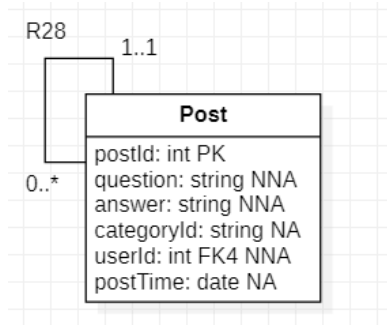 R28
1..1
Post
postId: int PK
question: string NNA
answer: string NNA
0..*
categoryId: string NA
userId: int FK4 NNA
postTime: date NA